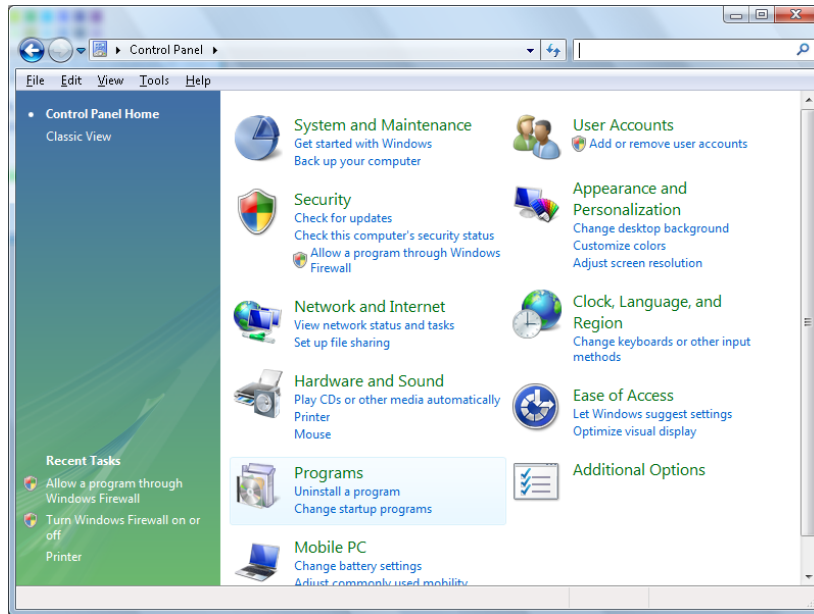 Control Panel
File Edit View Tools Help
Control Panel Home
Classic View
Recent Tasks
Allow a program through
Windows Firewall
Turn Windows Firewall on or
off
Printer
System and Maintenance
Get started with Windows
Back up your computer
Security
Check for updates
Check this computer's security status
Allow a program through Windows
Firewall
Network and Internet
View network status and tasks
Set up file sharing
Hardware and Sound
Play CDs or other media automatically
Printer
Mouse
Programs
Uninstall a program
Change startup programs
Mobile PC
Change battery settings
Adjust commonly used mobility
User Accounts
Add or remove user accounts
Appearance and
Personalization
Change desktop background
Customize colors
Adjust screen resolution
Clock, Language, and
Region
Change keyboards or other input
methods
Ease of Access
Let Windows suggest settings
Optimize visual display
Additional Options